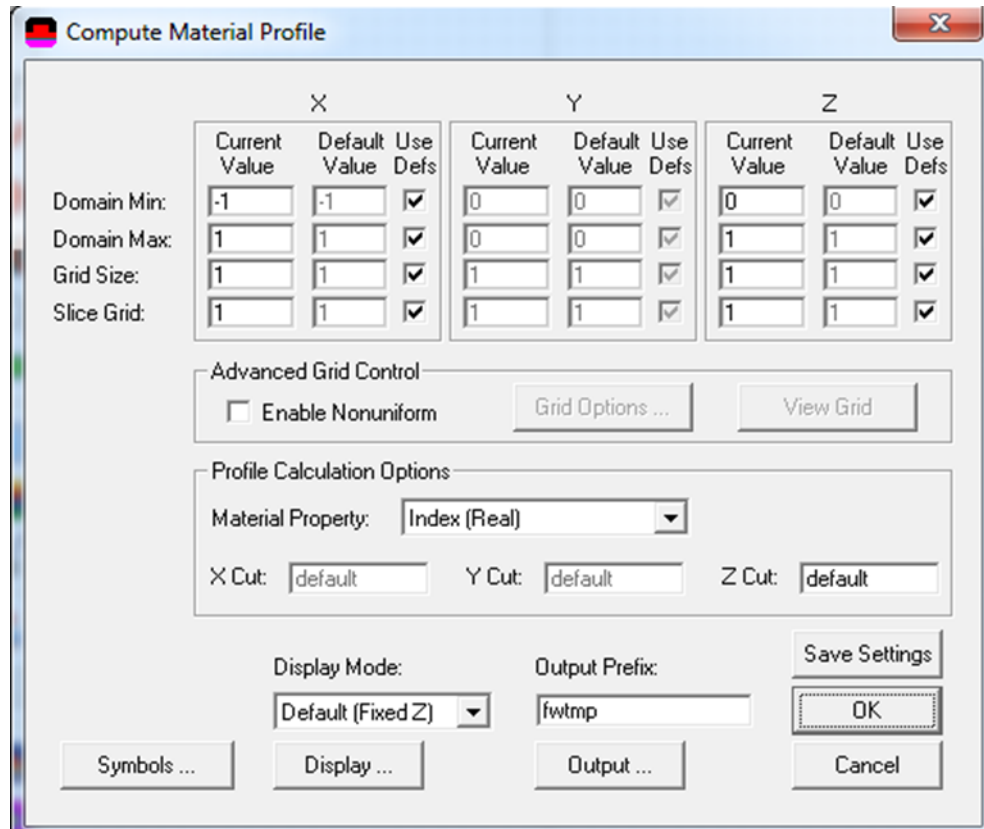 Compute Material Profile
X Y Z
Current Default Use Current Default Use Current Default Use
Value Value Defs Value Value Defs Value Value Defs
Domain Min: -1 -1 0 0 0 0
Domain Max: 1 1 0 0 1 1
Grid Size: 1 1 1 1 1 1
Slice Grid: 1 1 1 1 1 1
Advanced Grid Control
Enable Nonuniform Grid Options ... View Grid
Profile Calculation Options
Material Property: Index (Real)
X Cut: default Y Cut: default Z Cut: default
Save Settings
Display Mode: Output Prefix:
Default (Fixed Z) fwtmp OK
Symbols ... Display ... Output ... Cancel